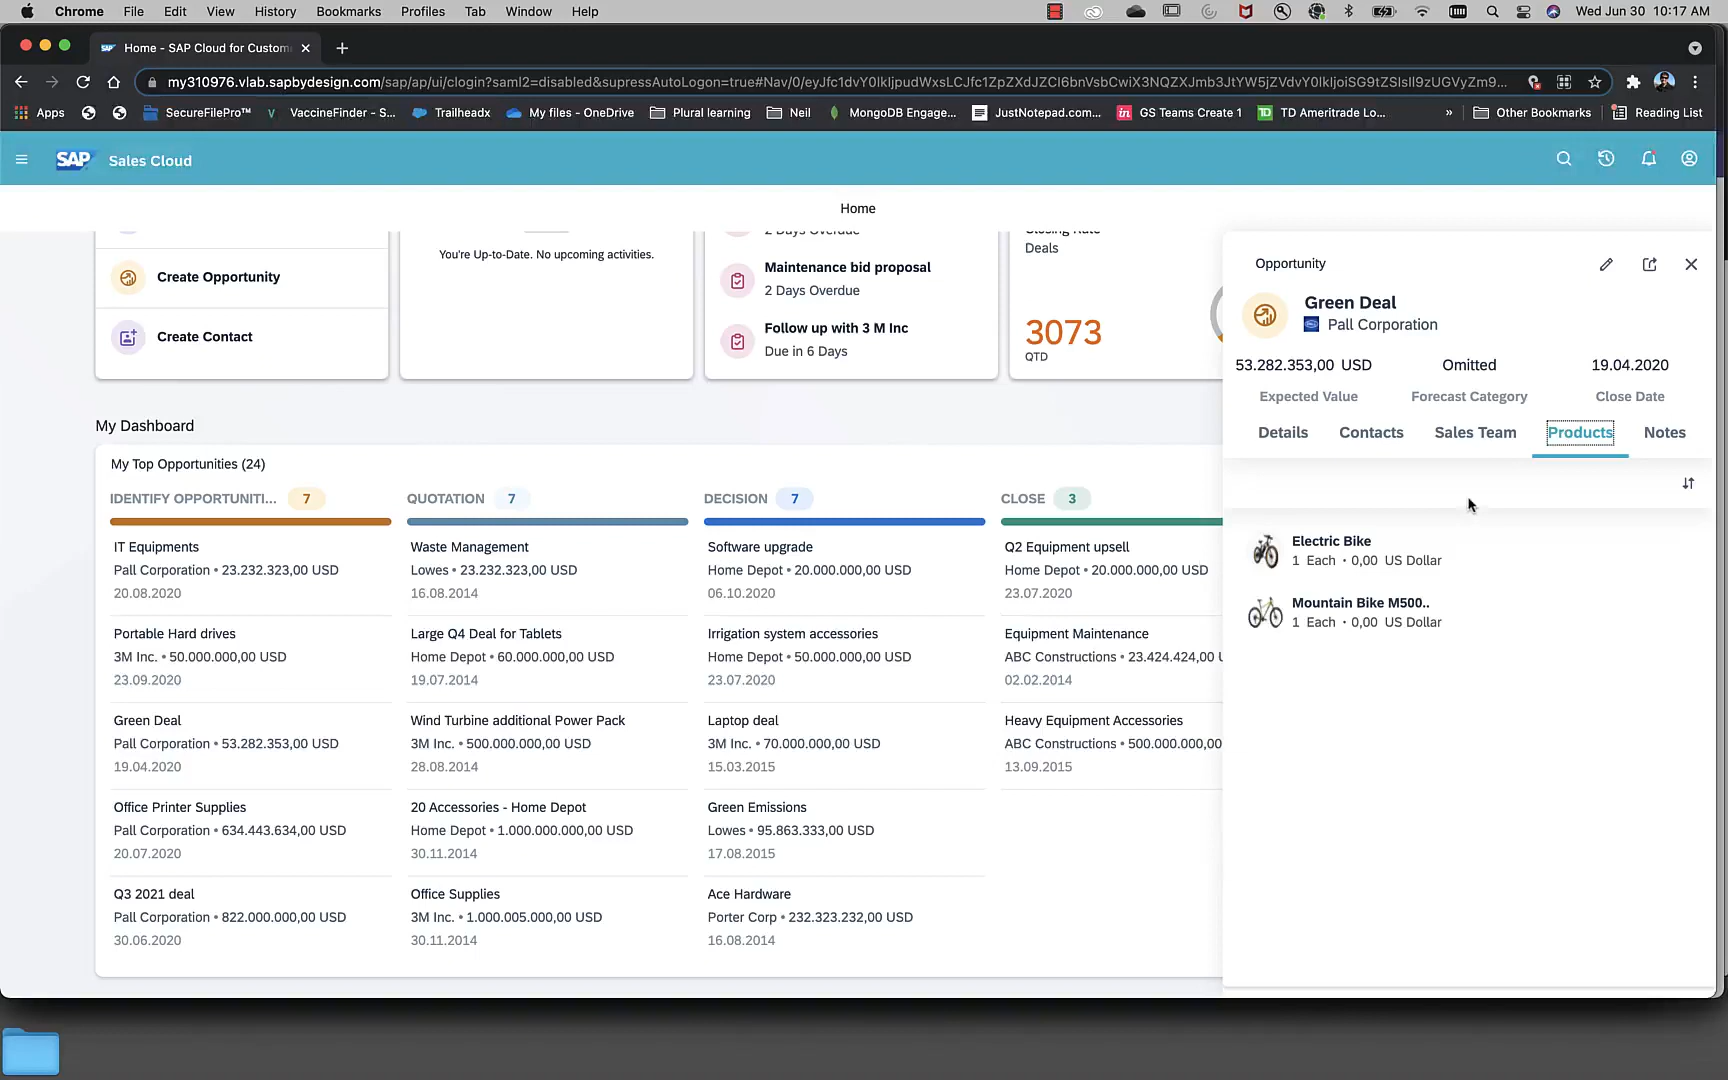 Chrome File Edit View History Bookmarks Profiles Tab Window Help Wed Jun 30 10:17 AM
Home - SAP Cloud for Custom
my310976.vlab.sapbydesign.com/sap/ap/ui/clogin?saml2=disabled&supressAutoLogon=true#Nav/0/eyJfc1dvY0lkIjpudWxsLCJfc1ZpZXdJZCI6bnVsbCwiX3NQZXJmb3JtYW5jZVdvY0lkIjoiSG9tZSIsIl9zUGVyZm9...
Apps SecureFilePro™ VaccineFinder - S... Trailheadx My files - OneDrive Plural learning Neil MongoDB Engage... JustNotepad.com... GS Teams Create 1 TD Ameritrade Lo... » Other Bookmarks Reading List
SAP Sales Cloud
Home
Create Opportunity
Create Contact
You're Up-to-Date. No upcoming activities.
2 Days Overdue
Maintenance bid proposal
2 Days Overdue
Follow up with 3 M Inc
Due in 6 Days
Closing Rate
Deals
3073
QTD
My Dashboard
My Top Opportunities (24)
IDENTIFY OPPORTUNITI... 7
IT Equipments
Pall Corporation • 23.232.323,00 USD
20.08.2020
Portable Hard drives
3M Inc. • 50.000.000,00 USD
23.09.2020
Green Deal
Pall Corporation • 53.282.353,00 USD
19.04.2020
Office Printer Supplies
Pall Corporation • 634.443.634,00 USD
20.07.2020
Q3 2021 deal
Pall Corporation • 822.000.000,00 USD
30.06.2020
QUOTATION 7
Waste Management
Lowes • 23.232.323,00 USD
16.08.2014
Large Q4 Deal for Tablets
Home Depot • 60.000.000,00 USD
19.07.2014
Wind Turbine additional Power Pack
3M Inc. • 500.000.000,00 USD
28.08.2014
20 Accessories - Home Depot
Home Depot • 1.000.000.000,00 USD
30.11.2014
Office Supplies
3M Inc. • 1.000.005.000,00 USD
30.11.2014
DECISION 7
Software upgrade
Home Depot • 20.000.000,00 USD
06.10.2020
Irrigation system accessories
Home Depot • 50.000.000,00 USD
23.07.2020
Laptop deal
3M Inc. • 70.000.000,00 USD
15.03.2015
Green Emissions
Lowes • 95.863.333,00 USD
17.08.2015
Ace Hardware
Porter Corp • 232.323.232,00 USD
16.08.2014
CLOSE 3
Q2 Equipment upsell
Home Depot • 20.000.000,00 USD
23.07.2020
Equipment Maintenance
ABC Constructions • 23.424.424,00 U
02.02.2014
Heavy Equipment Accessories
ABC Constructions • 500.000.000,00
13.09.2015
Opportunity
Green Deal
Pall Corporation
53.282.353,00 USD Omitted 19.04.2020
Expected Value Forecast Category Close Date
Details Contacts Sales Team Products Notes
Electric Bike
1 Each • 0,00 US Dollar
Mountain Bike M500..
1 Each • 0,00 US Dollar